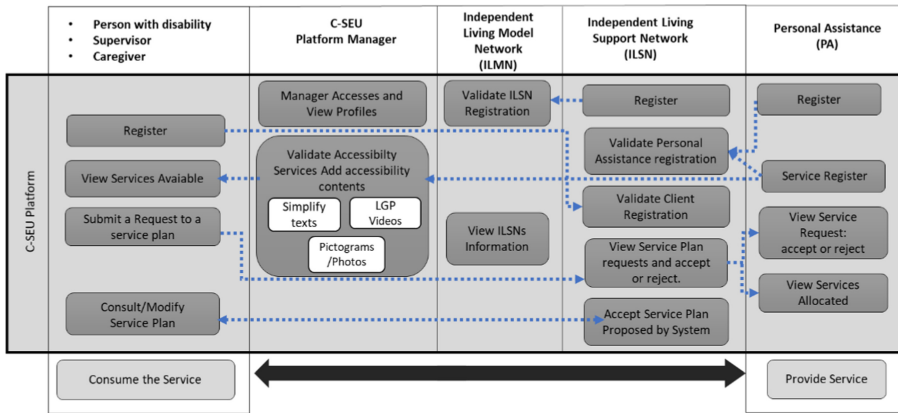 • Person with disability
• Supervisor
• Caregiver
C-SEU
Platform Manager
Independent
Living Model
Network
(ILMN)
Independent Living
Support Network
(ILSN)
Personal Assistance
(PA)
C-SEU Platform
Register
View Services Avaiable
Submit a Request to a
service plan
Consult/Modify
Service Plan
Manager Accesses and
View Profiles
Validate Accessibilty
Services Add accessibility
contents
Simplify
texts
LGP
Videos
Pictograms
/Photos
Validate ILSN
Registration
View ILSNs
Information
Register
Validate Personal
Assistance registration
Validate Client
Registration
View Service Plan
requests and accept
or reject.
Accept Service Plan
Proposed by System
Register
Service Register
View Service
Request:
accept or reject
View Services
Allocated
Consume the Service
Provide Service